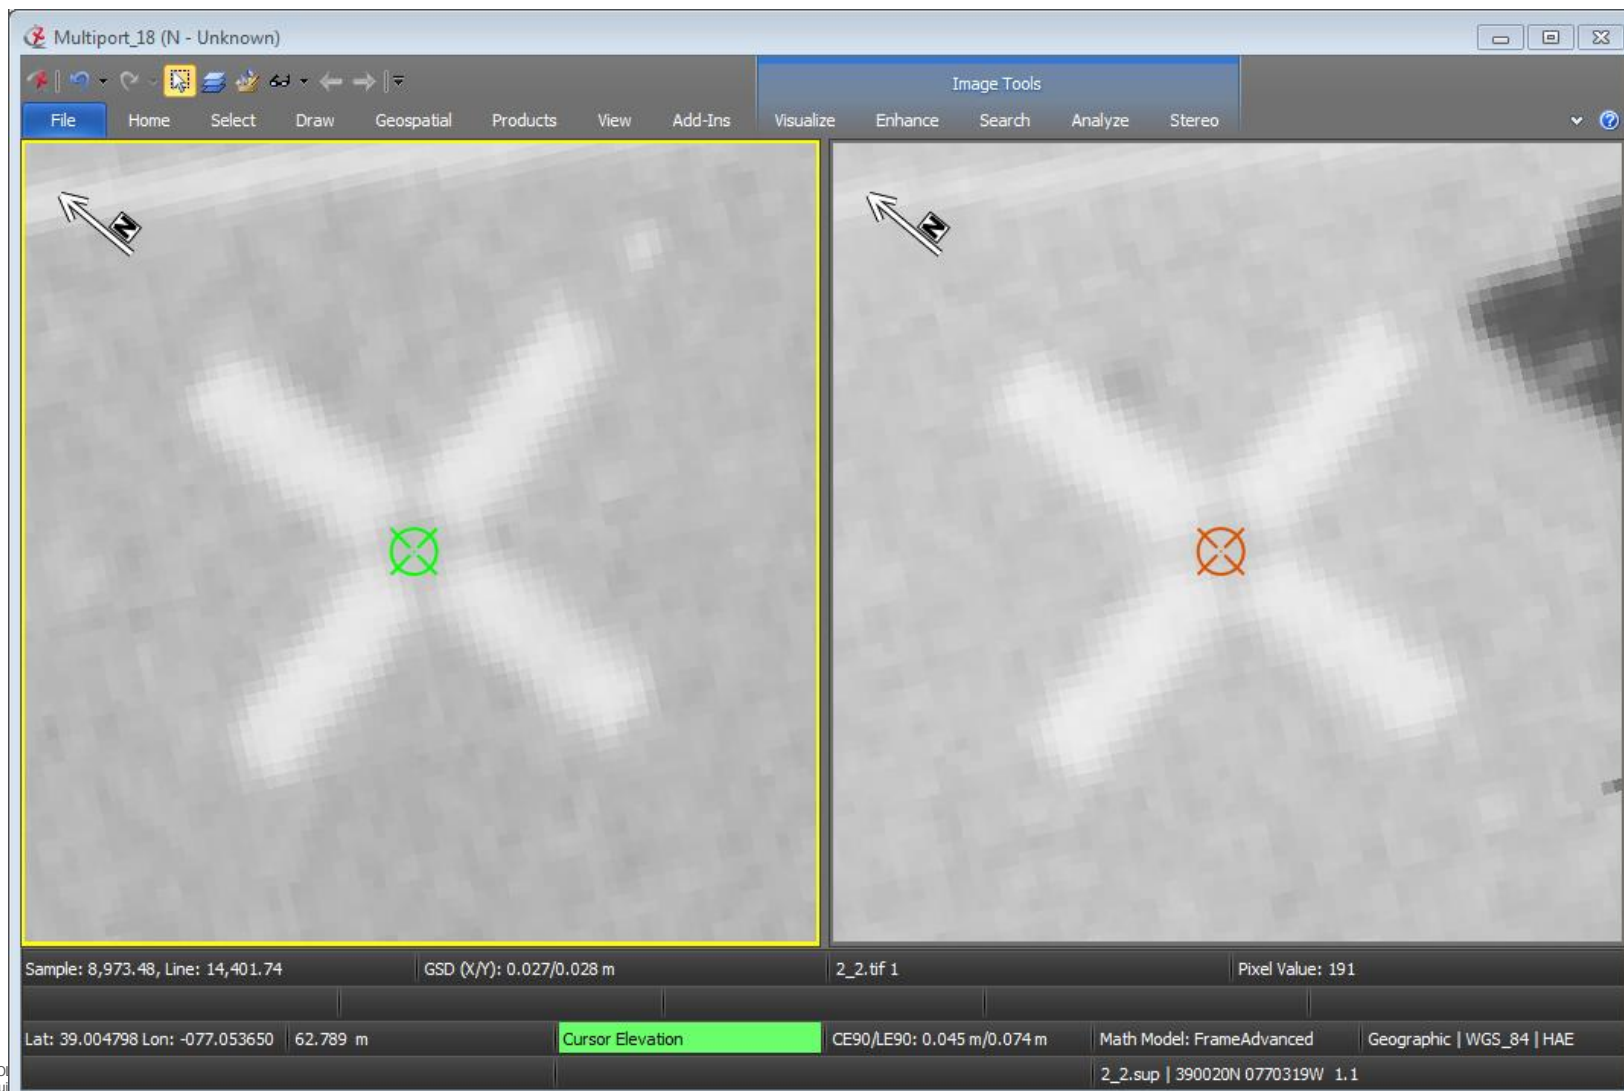 Multiport_18 (N - Unknown)
Image Tools
File Home Select Draw Geospatial Products View Add-Ins Visualize Enhance Search Analyze Stereo
N N
Sample: 8,973.48, Line: 14,401.74 GSD (X/Y): 0.027/0.028 m 2_2.tif 1 Pixel Value: 191
Lat: 39.004798 Lon: -077.053650 62.789 m Cursor Elevation CE90/LE90: 0.045 m/0.074 m Math Model: FrameAdvanced Geographic | WGS_84 | HAE
2_2.sup | 390020N 0770319W 1.1